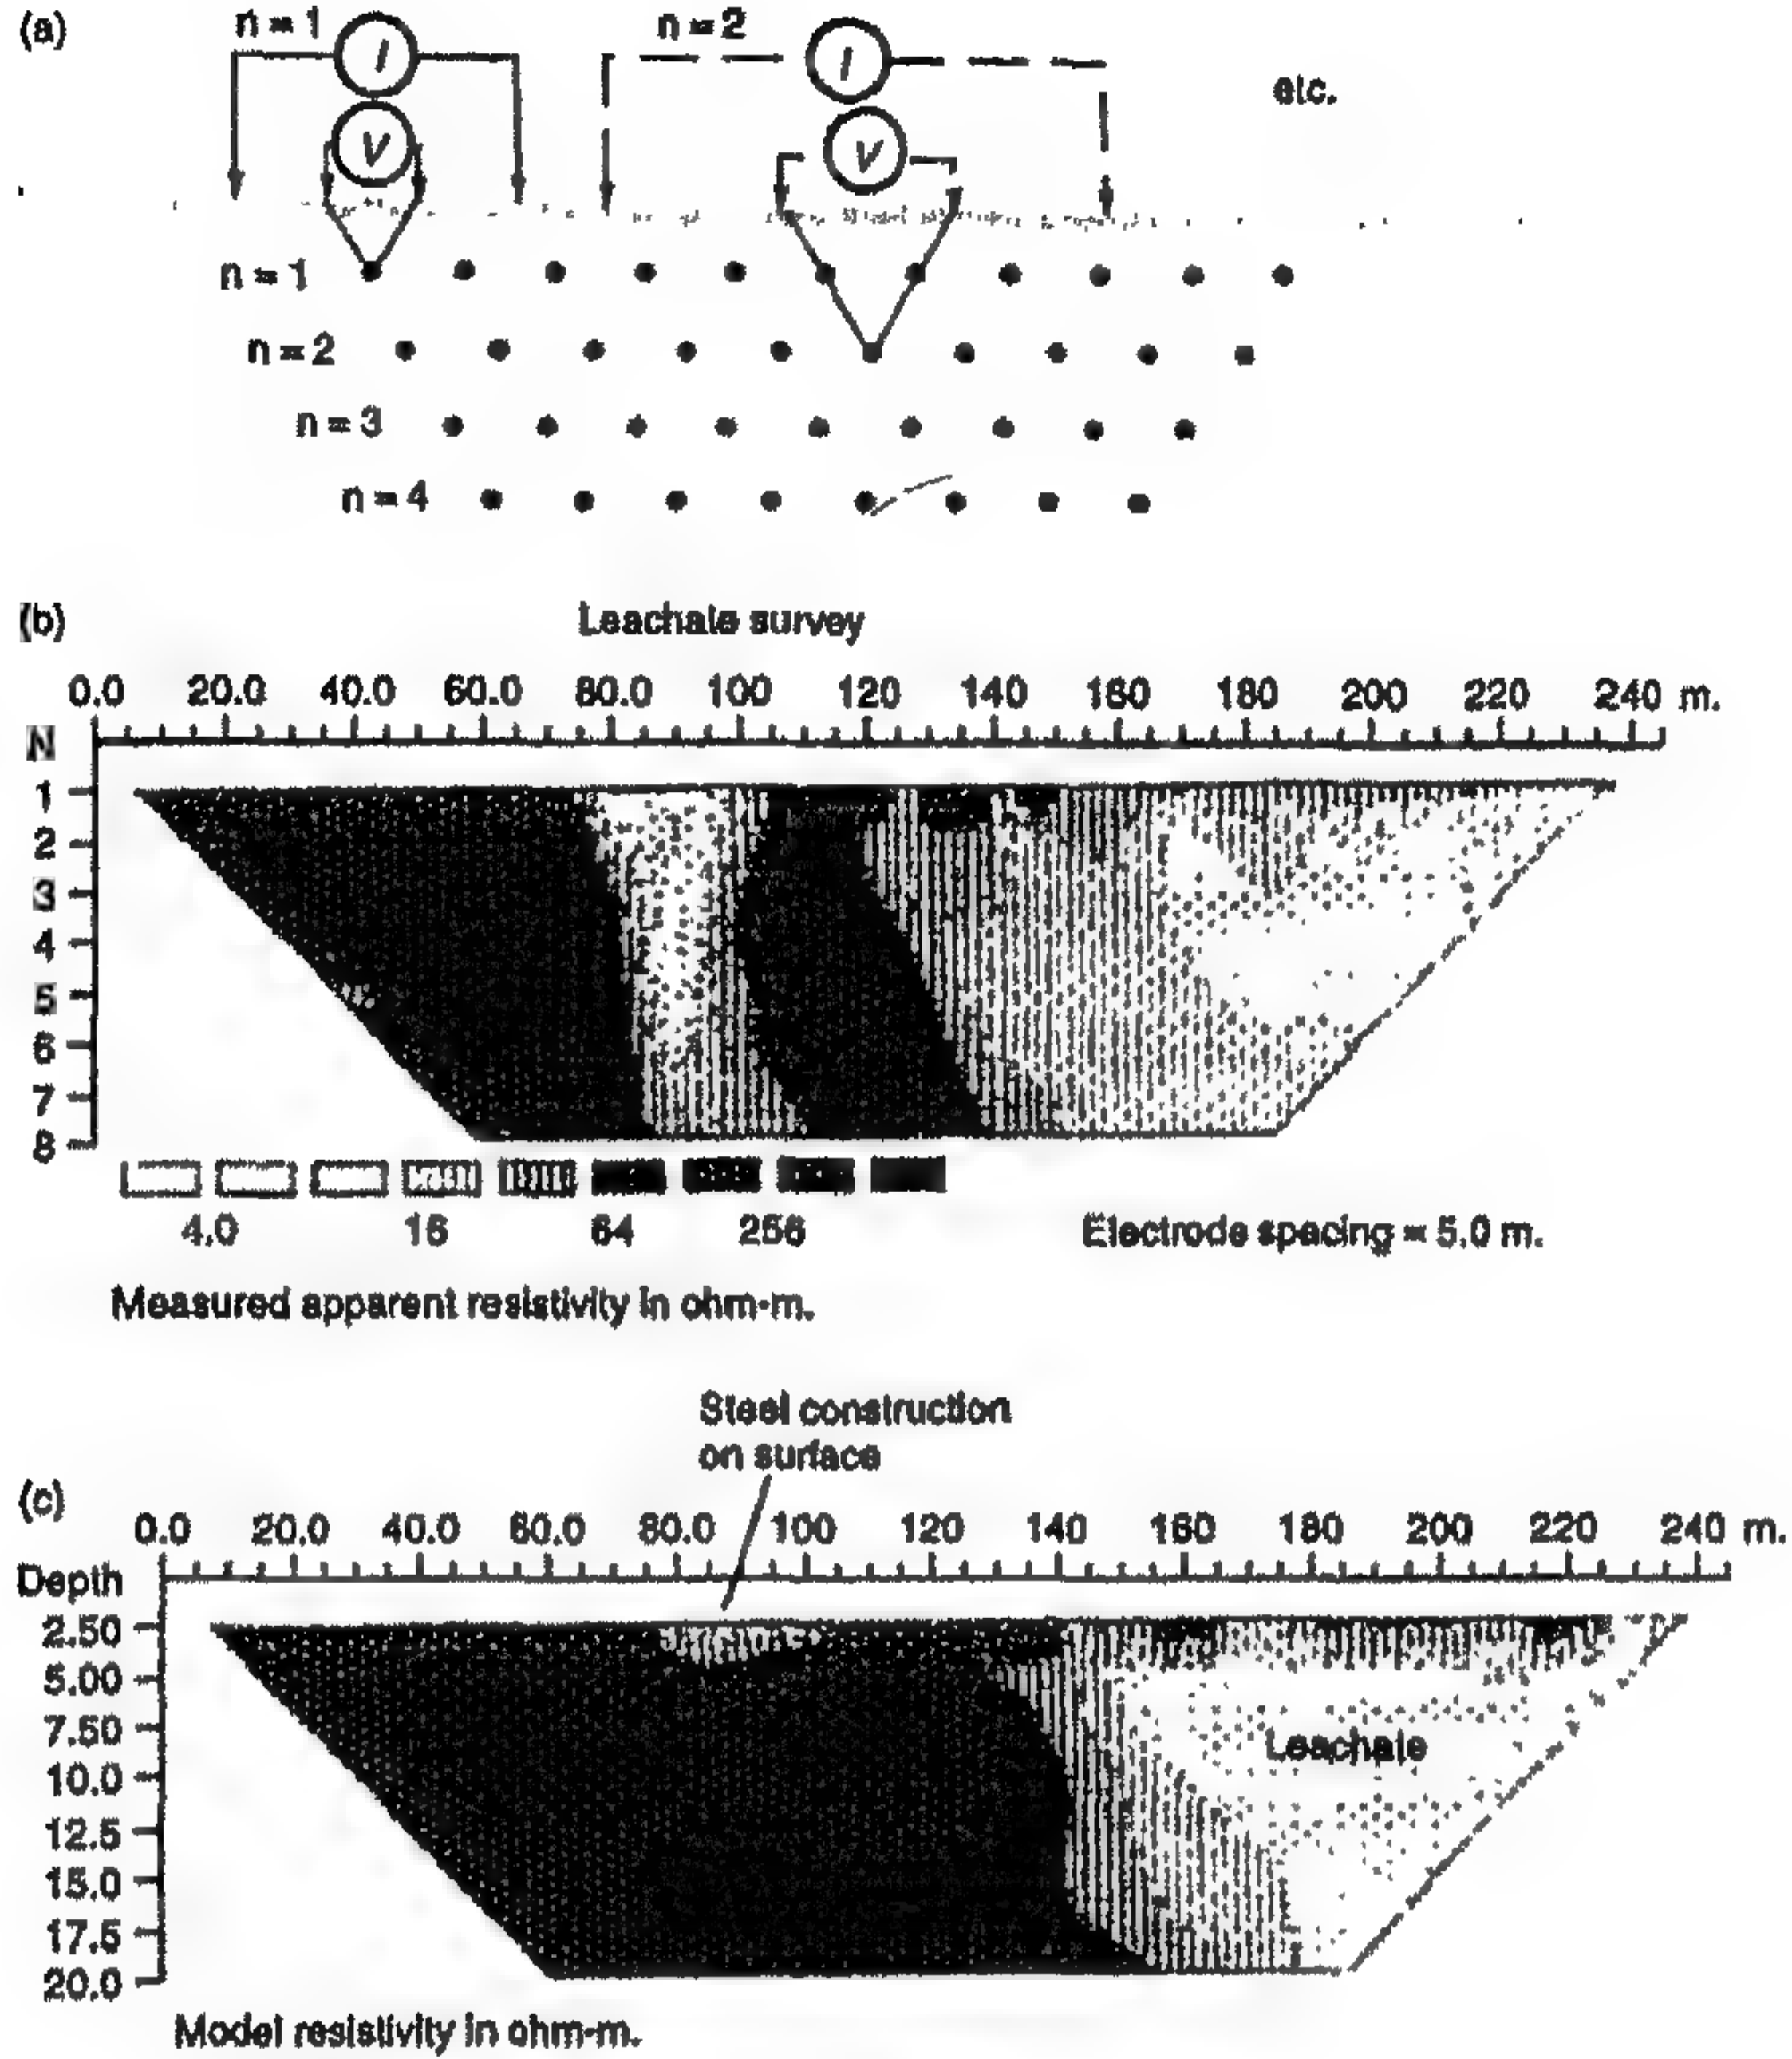 (a)
n = 1
I
V
n = 2
I
V
etc.
n = 1
n = 2
n = 3
n = 4
(b)
Leachate survey
0.0 20.0 40.0 60.0 80.0 100 120 140 160 180 200 220 240 m.
N
1
2
3
4
5
6
7
8
4.0 16 64 256
Electrode spacing = 5.0 m.
Measured apparent resistivity in ohm-m.
Steel construction
on surface
(c)
0.0 20.0 40.0 60.0 80.0 100 120 140 160 180 200 220 240 m.
Depth
2.50
5.00
7.50
10.0
12.5
15.0
17.5
20.0
Leachate
Model resistivity in ohm-m.